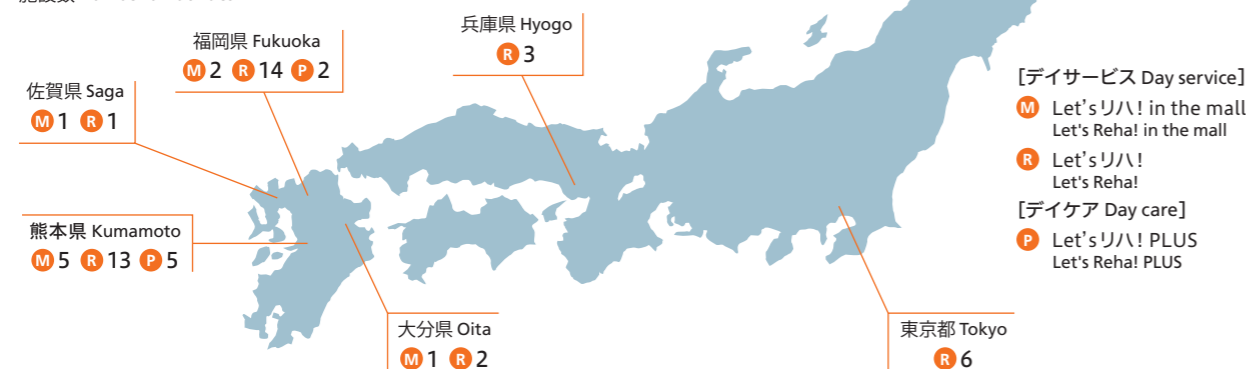 兵庫県 Hyogo
R 3
福岡県 Fukuoka
M 2 R 14 P 2
佐賀県 Saga
M 1 R 1
熊本県 Kumamoto
M 5 R 13 P 5
大分県 Oita
M 1 R 2
東京都 Tokyo
R 6
[デイサービス Day service]
M Let'sリハ! in the mall
Let's Reha! in the mall
R Let'sリハ!
Let's Reha!
[デイケア Day care]
P Let'sリハ! PLUS
Let's Reha! PLUS